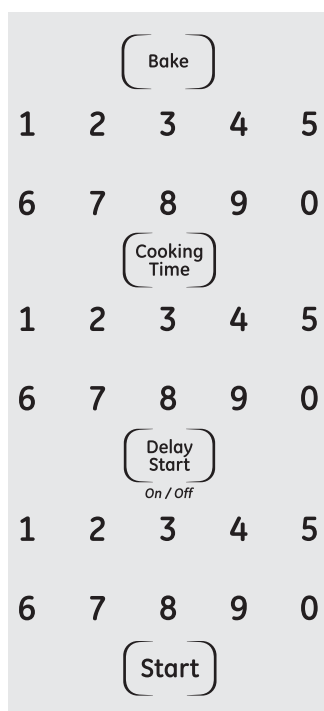 Bake
1 2 3 4 5
6 7 8 9 0
Cooking
Time
1 2 3 4 5
6 7 8 9 0
Delay
Start
On / Off
1 2 3 4 5
6 7 8 9 0
Start